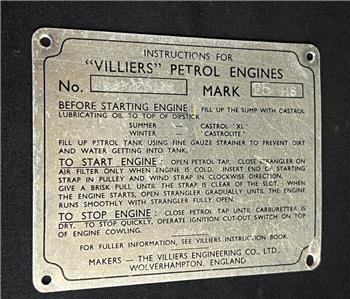 INSTRUCTIONS FOR
"VILLIERS" PETROL ENGINES
No. MARK
BEFORE STARTING ENGINE: FILL UP THE SUMP WITH CASTROL
LUBRICATING OIL TO TOP OF DIPSTICK
SUMMER — CASTROL 'XL'
WINTER — 'CASTROLITE'
FILL UP PETROL TANK USING FINE GAUZE STRAINER TO PREVENT DIRT
AND WATER GETTING INTO TANK.
TO START ENGINE: OPEN PETROL TAP, CLOSE STRANGLER ON
AIR FILTER ONLY WHEN ENGINE IS COLD. INSERT END OF STARTING
STRAP IN PULLEY AND WIND STRAP IN CLOCKWISE DIRECTION.
GIVE A BRISK PULL UNTIL THE STRAP IS CLEAR OF THE SLOT. WHEN
THE ENGINE STARTS, OPEN STRANGLER GRADUALLY UNTIL THE ENGINE
RUNS SMOOTHLY WITH STRANGLER FULLY OPEN.
TO STOP ENGINE: CLOSE PETROL TAP UNTIL CARBURETTER IS
DRY. TO STOP QUICKLY, OPERATE IGNITION CUT-OUT SWITCH ON TOP
OF ENGINE COWLING.
FOR FULLER INFORMATION, SEE VILLIERS INSTRUCTION BOOK.
MAKERS — THE VILLIERS ENGINEERING CO., LTD.,
WOLVERHAMPTON, ENGLAND